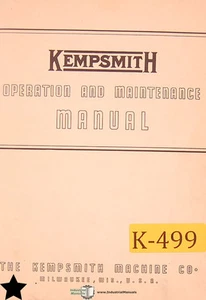 KEMPSMITH
OPERATION AND MAINTENANCE
MANUAL
K-499
THE KEMPSMITH MACHINE CO.
MILWAUKEE, WIS., U.S.A.